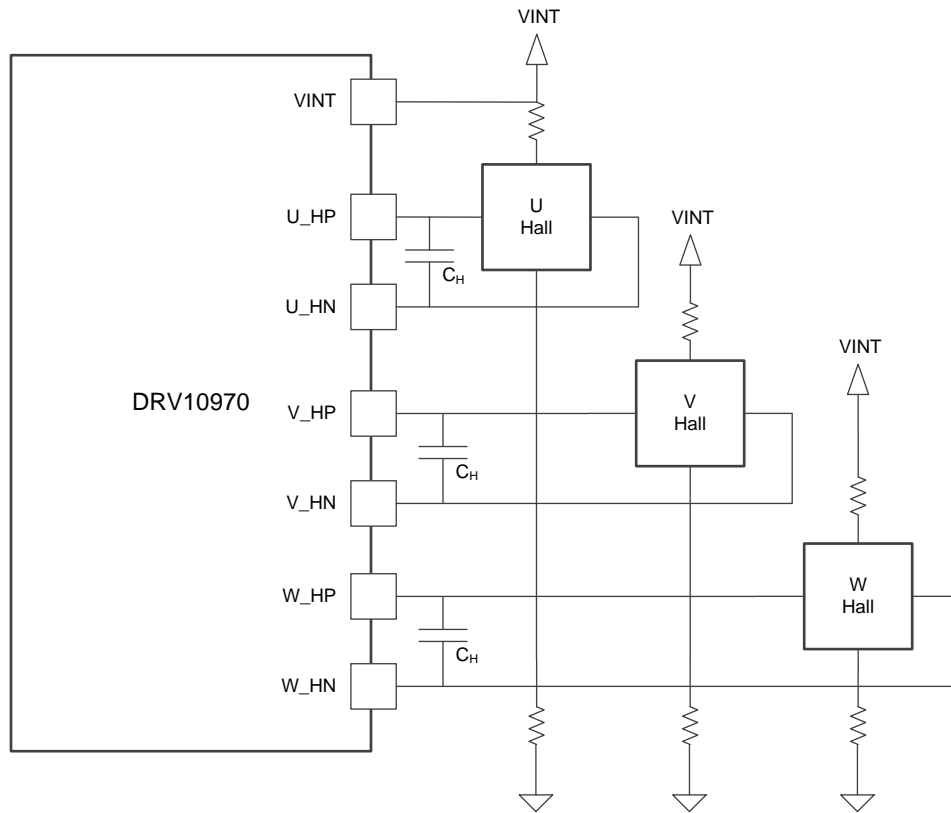 VINT
VINT
U_HP
U
Hall
C_H
U_HN
VINT
DRV10970
V_HP
V
Hall
C_H
V_HN
VINT
W_HP
W
Hall
C_H
W_HN